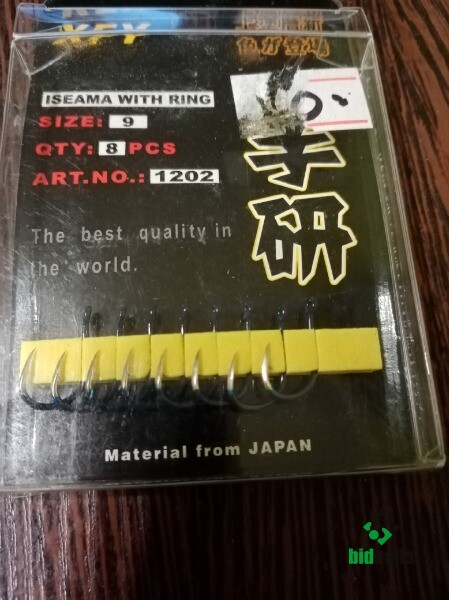 ISEAMA WITH RING
SIZE: 9
QTY: 8 PCS
ART.NO.: 1202
The best quality in
the world.
研
Material from JAPAN
bid